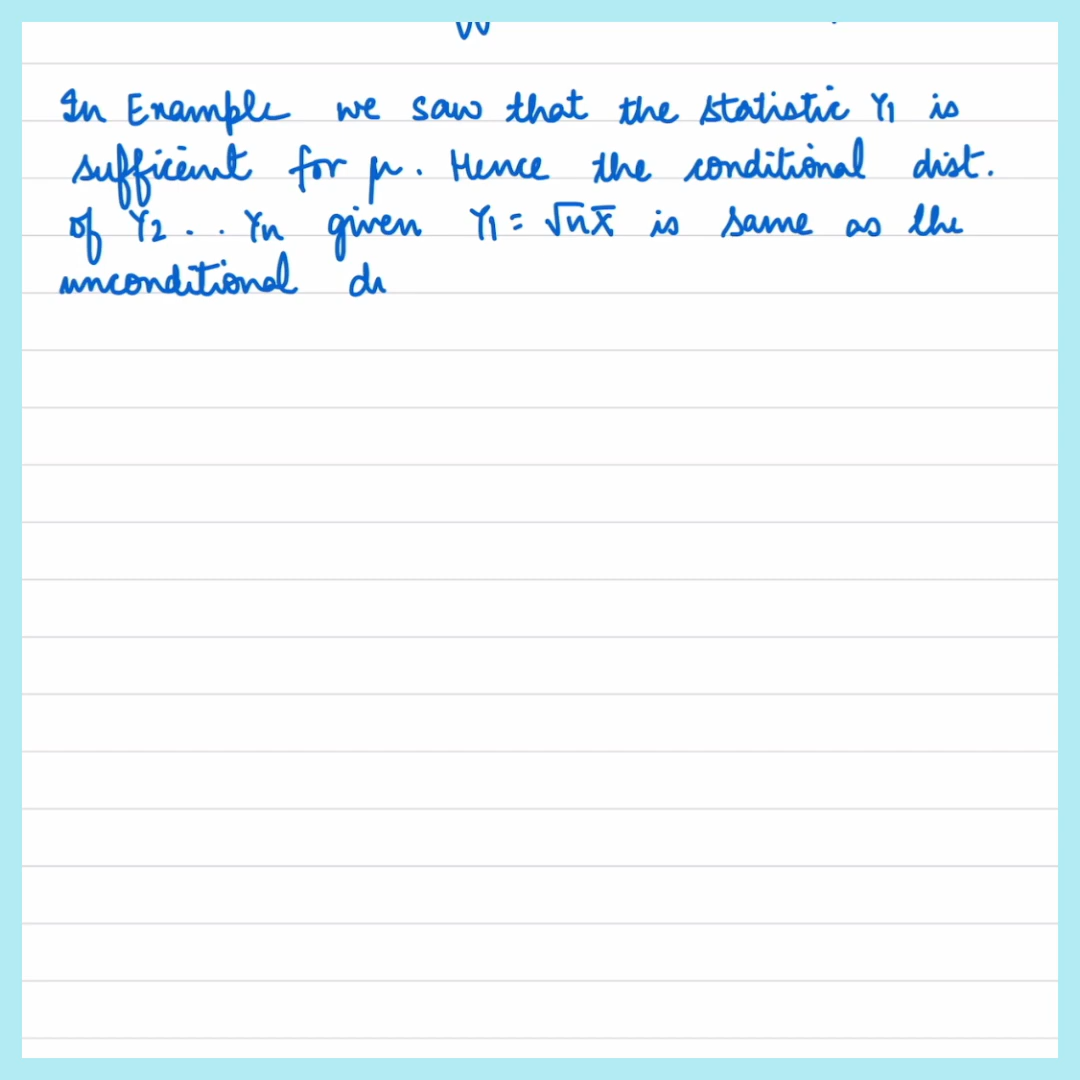 In Example we saw that the statistic Y1 is
sufficient for μ. Hence the conditional dist.
of Y2 . . Yn given Y1 = √n x̄ is same as the
unconditional di